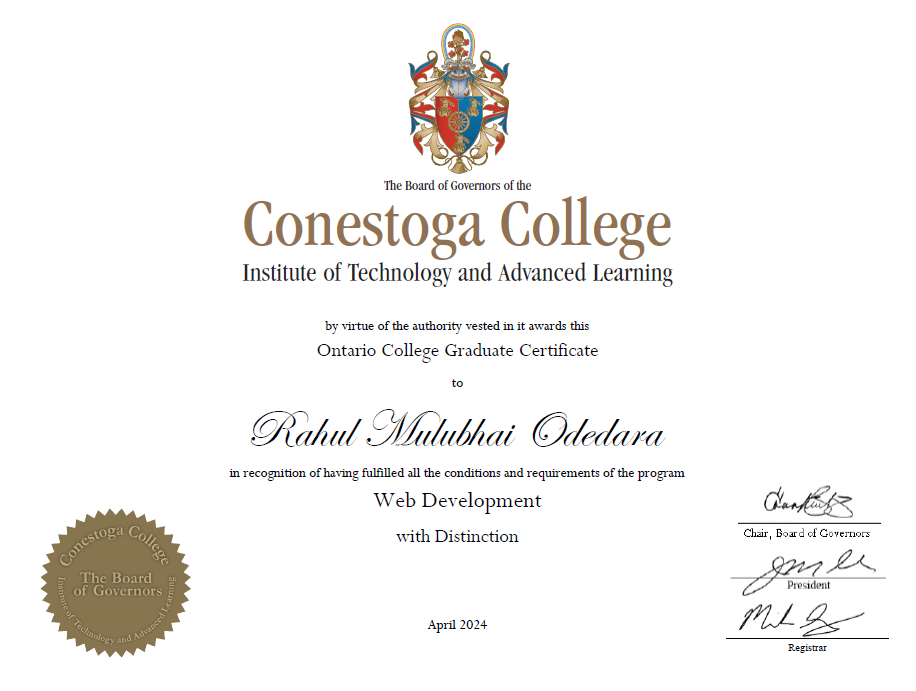 The Board of Governors of the
Conestoga College
Institute of Technology and Advanced Learning
by virtue of the authority vested in it awards this
Ontario College Graduate Certificate
to
Rahul Mulubhai Odedara
in recognition of having fulfilled all the conditions and requirements of the program
Web Development
with Distinction
Conestoga College
The Board
of Governors
Institute of Technology and Advanced Learning
April 2024
Chair, Board of Governors
President
Registrar